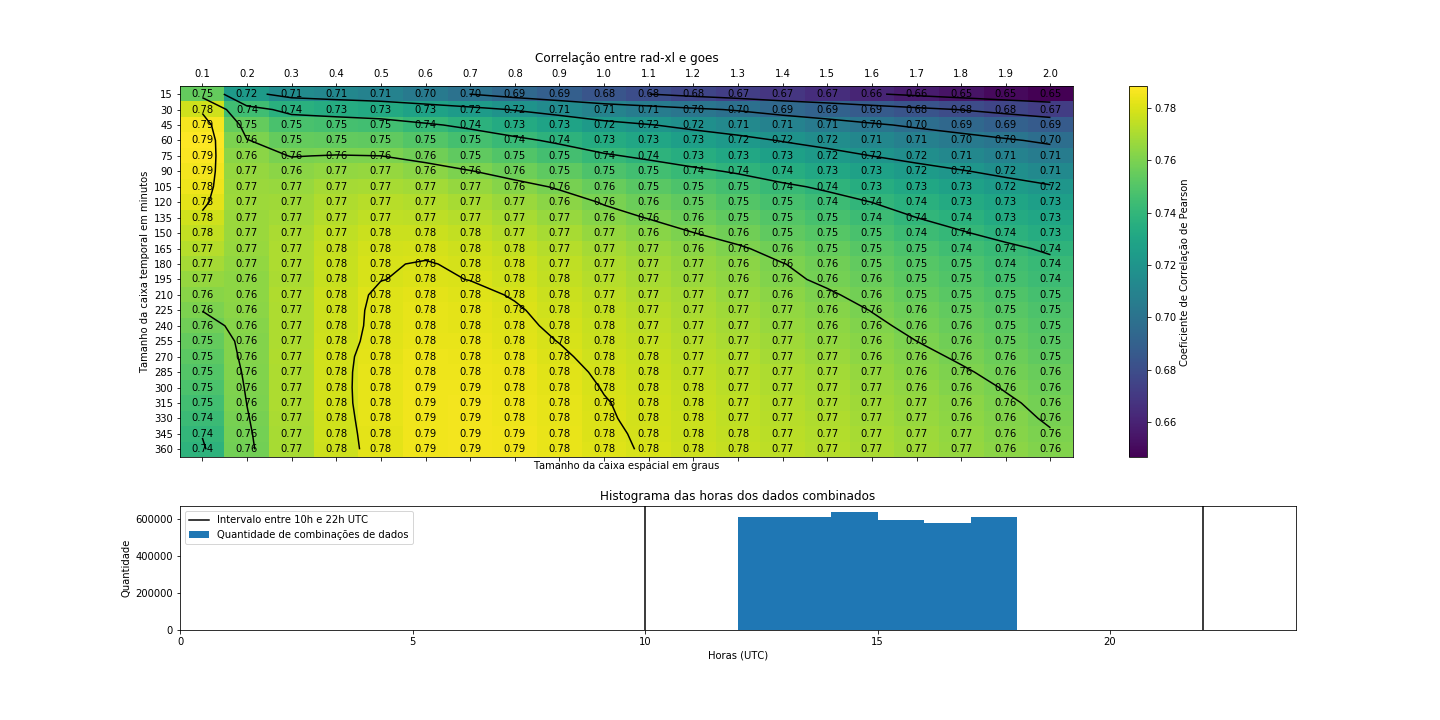 Correlação entre rad-xl e goes
0.1 0.2 0.3 0.4 0.5 0.6 0.7 0.8 0.9 1.0 1.1 1.2 1.3 1.4 1.5 1.6 1.7 1.8 1.9 2.0
15 0.75 0.72 0.71 0.71 0.71 0.70 0.70 0.69 0.69 0.68 0.68 0.68 0.67 0.67 0.67 0.66 0.66 0.65 0.65 0.65
30 0.78 0.74 0.74 0.73 0.73 0.73 0.72 0.72 0.71 0.71 0.71 0.70 0.70 0.69 0.69 0.69 0.68 0.68 0.68 0.67
45 0.79 0.75 0.75 0.75 0.75 0.74 0.74 0.73 0.73 0.72 0.72 0.72 0.71 0.71 0.71 0.70 0.70 0.70 0.69 0.69
60 0.79 0.76 0.75 0.75 0.75 0.75 0.75 0.74 0.74 0.73 0.73 0.73 0.72 0.72 0.72 0.71 0.71 0.70 0.70 0.70
75 0.79 0.76 0.76 0.76 0.76 0.76 0.75 0.75 0.75 0.74 0.74 0.73 0.73 0.73 0.72 0.72 0.72 0.71 0.71 0.71
90 0.79 0.77 0.76 0.77 0.77 0.76 0.76 0.75 0.75 0.75 0.75 0.74 0.74 0.74 0.73 0.73 0.73 0.72 0.72 0.71
105 0.78 0.77 0.77 0.77 0.77 0.77 0.77 0.76 0.76 0.76 0.75 0.75 0.75 0.74 0.74 0.73 0.73 0.73 0.72 0.72
120 0.78 0.77 0.77 0.77 0.77 0.77 0.77 0.77 0.76 0.76 0.76 0.75 0.75 0.75 0.74 0.74 0.74 0.73 0.73 0.73
135 0.78 0.77 0.77 0.77 0.77 0.77 0.77 0.77 0.77 0.76 0.76 0.76 0.75 0.75 0.75 0.74 0.74 0.74 0.73 0.73
150 0.78 0.77 0.77 0.78 0.78 0.78 0.77 0.77 0.77 0.77 0.76 0.76 0.76 0.75 0.75 0.75 0.74 0.74 0.74 0.73
165 0.77 0.77 0.77 0.78 0.78 0.78 0.78 0.77 0.77 0.77 0.77 0.76 0.76 0.76 0.75 0.75 0.75 0.74 0.74 0.74
180 0.77 0.77 0.77 0.78 0.78 0.78 0.78 0.78 0.77 0.77 0.77 0.77 0.76 0.76 0.76 0.75 0.75 0.75 0.74 0.74
195 0.77 0.76 0.77 0.78 0.78 0.78 0.78 0.78 0.78 0.77 0.77 0.77 0.76 0.76 0.76 0.75 0.75 0.75 0.75 0.74
210 0.76 0.76 0.77 0.78 0.78 0.78 0.78 0.78 0.78 0.77 0.77 0.77 0.77 0.76 0.76 0.76 0.75 0.75 0.75 0.75
225 0.76 0.76 0.77 0.78 0.78 0.78 0.78 0.78 0.78 0.78 0.77 0.77 0.77 0.76 0.76 0.76 0.76 0.75 0.75 0.75
240 0.76 0.76 0.77 0.78 0.78 0.78 0.78 0.78 0.78 0.78 0.77 0.77 0.77 0.77 0.76 0.76 0.76 0.76 0.75 0.75
255 0.75 0.76 0.77 0.78 0.78 0.78 0.78 0.78 0.78 0.78 0.78 0.77 0.77 0.77 0.77 0.76 0.76 0.76 0.76 0.75
270 0.75 0.76 0.77 0.78 0.78 0.78 0.78 0.78 0.78 0.78 0.78 0.77 0.77 0.77 0.77 0.76 0.76 0.76 0.76 0.75
285 0.75 0.76 0.77 0.78 0.78 0.78 0.78 0.78 0.78 0.78 0.78 0.77 0.77 0.77 0.77 0.77 0.76 0.76 0.76 0.76
300 0.75 0.76 0.77 0.78 0.78 0.79 0.79 0.78 0.78 0.78 0.78 0.78 0.77 0.77 0.77 0.77 0.76 0.76 0.76 0.76
315 0.75 0.76 0.77 0.78 0.78 0.79 0.79 0.78 0.78 0.78 0.78 0.78 0.77 0.77 0.77 0.77 0.77 0.76 0.76 0.76
330 0.74 0.76 0.77 0.78 0.78 0.79 0.79 0.78 0.78 0.78 0.78 0.78 0.77 0.77 0.77 0.77 0.77 0.76 0.76 0.76
345 0.74 0.76 0.77 0.78 0.78 0.79 0.79 0.79 0.78 0.78 0.78 0.78 0.78 0.77 0.77 0.77 0.77 0.77 0.76 0.76
360 0.74 0.76 0.77 0.78 0.78 0.79 0.79 0.79 0.78 0.78 0.78 0.78 0.78 0.77 0.77 0.77 0.77 0.77 0.76 0.76
Tamanho da caixa temporal em minutos
Tamanho da caixa espacial em graus
0.78
0.76
0.74
0.72
0.70
0.68
0.66
Coeficiente de Correlação de Pearson
Histograma das horas dos dados combinados
Intervalo entre 10h e 22h UTC
Quantidade de combinações de dados
600000
400000
200000
0
Quantidade
0 5 10 15 20
Horas (UTC)